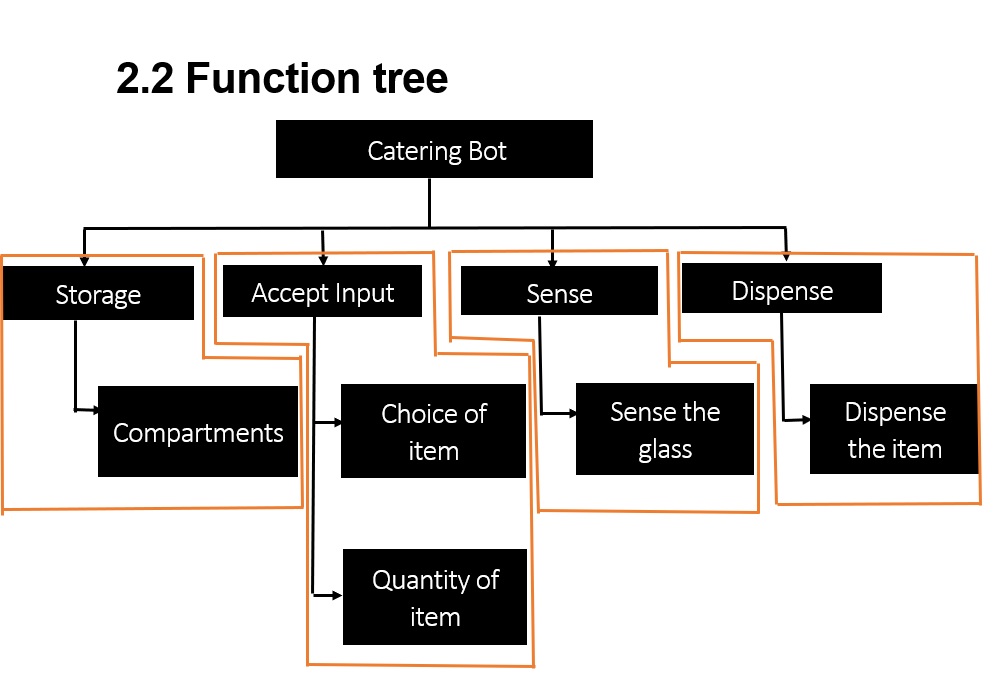 2.2 Function tree
Catering Bot
Storage
Accept Input
Sense
Dispense
Compartments
Choice of
item
Sense the
glass
Dispense
the item
Quantity of
item